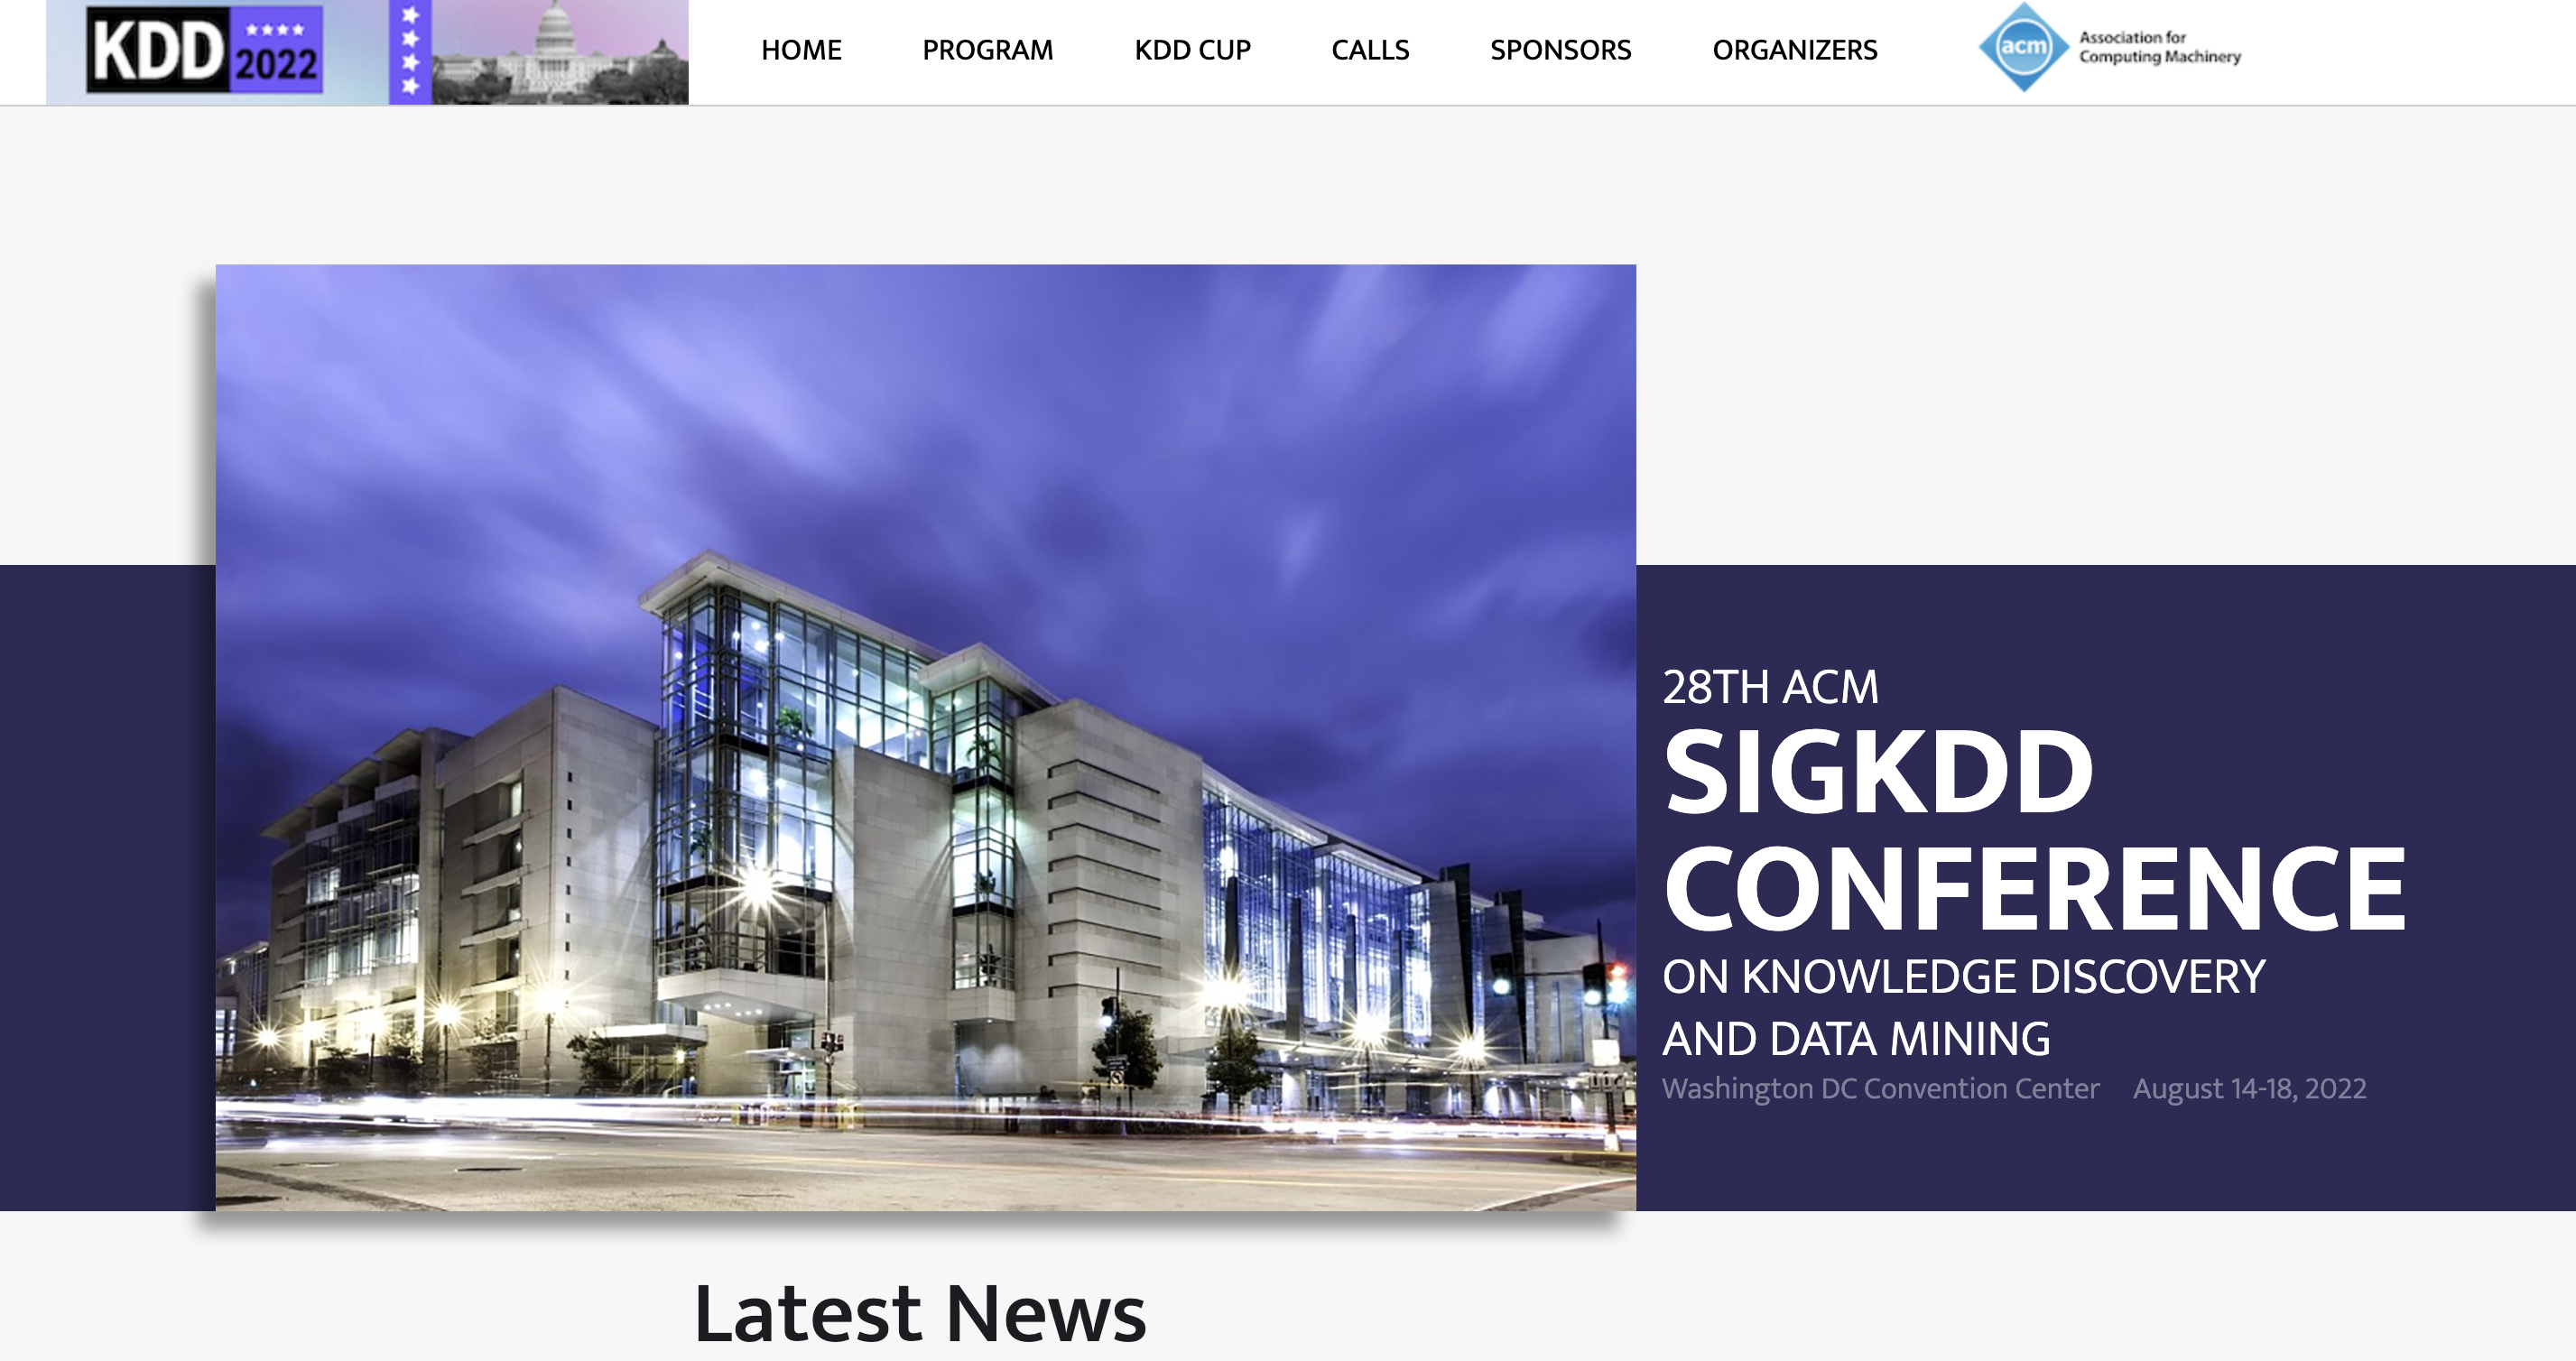 KDD 2022
HOME PROGRAM KDD CUP CALLS SPONSORS ORGANIZERS
acm
Association for
Computing Machinery
28TH ACM
SIGKDD
CONFERENCE
ON KNOWLEDGE DISCOVERY
AND DATA MINING
Washington DC Convention Center August 14-18, 2022
Latest News